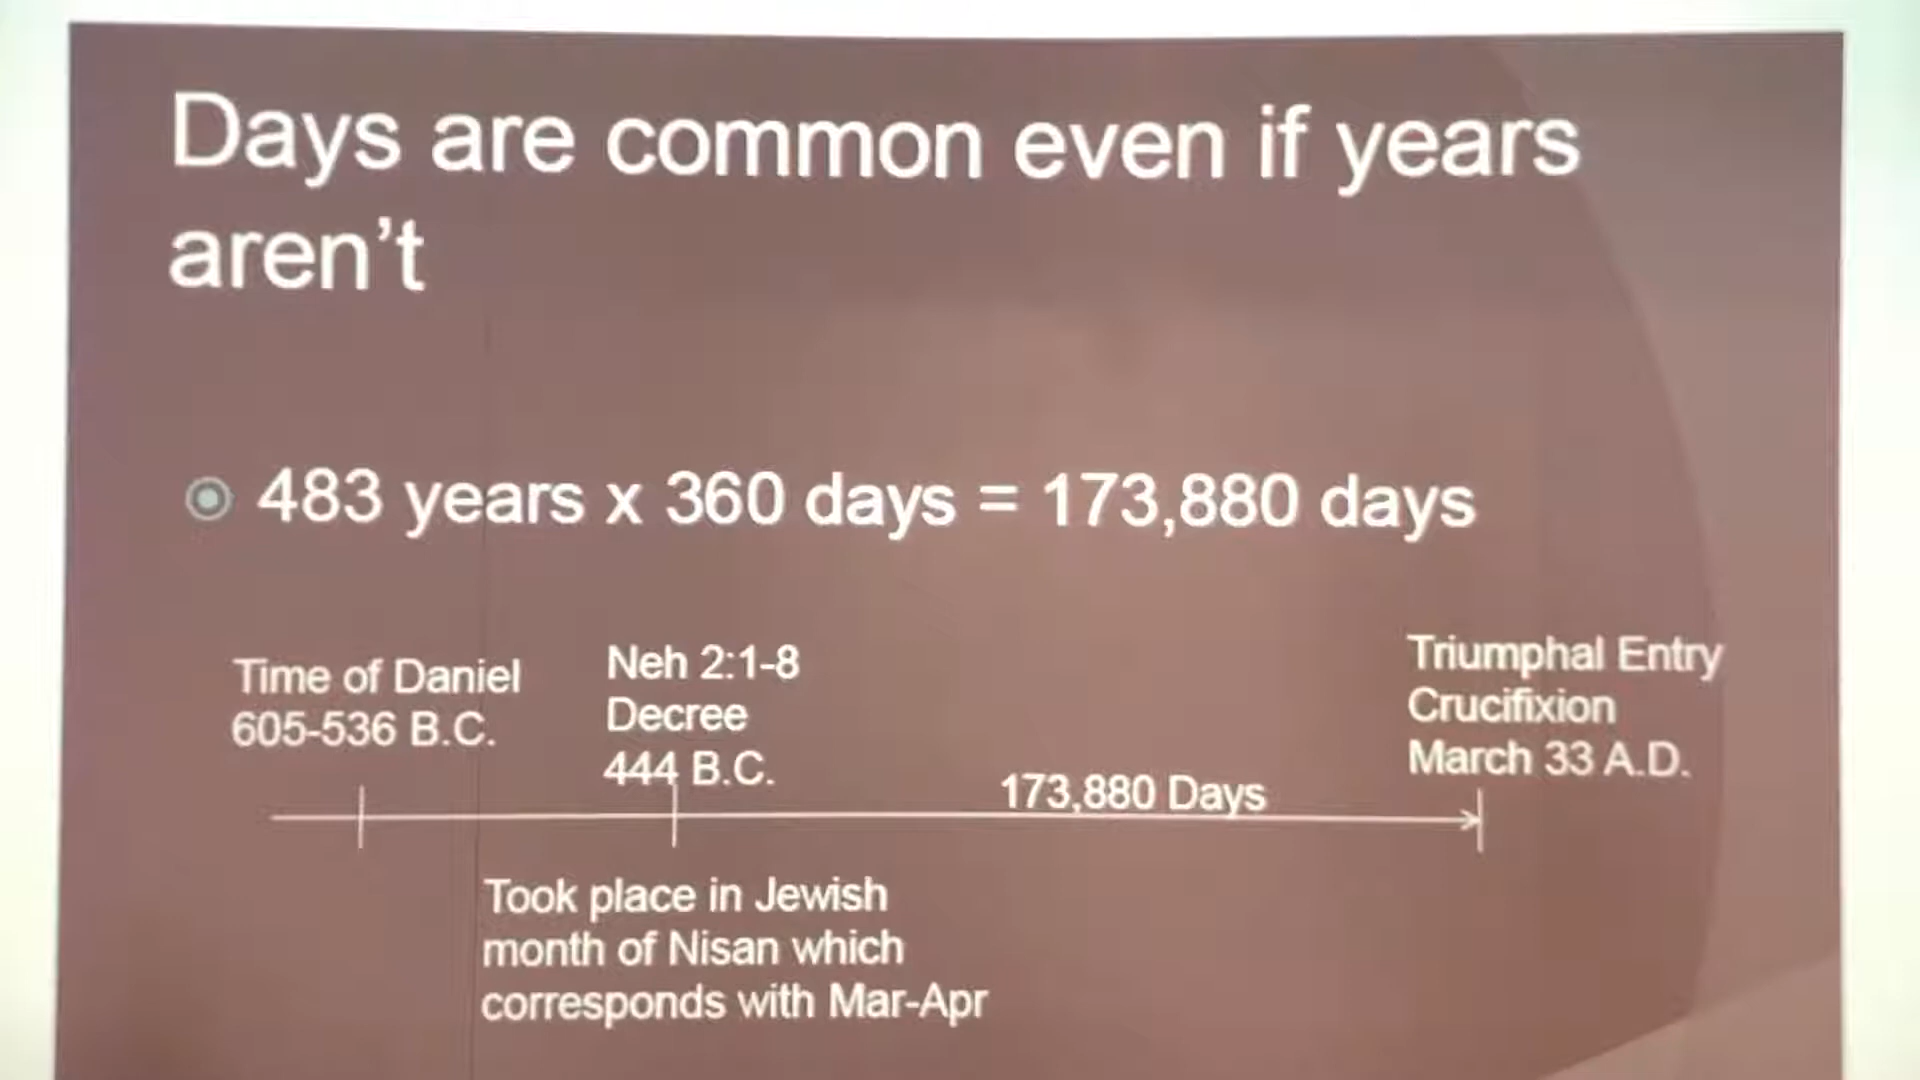 Days are common even if years
aren't
483 years x 360 days = 173,880 days
Time of Daniel
605-536 B.C.
Neh 2:1-8
Decree
444 B.C.
173,880 Days
Triumphal Entry
Crucifixion
March 33 A.D.
Took place in Jewish
month of Nisan which
corresponds with Mar-Apr